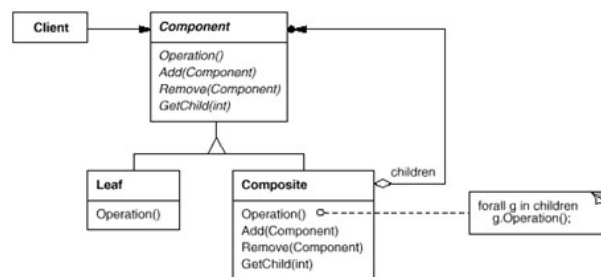 Client
Component
Operation()
Add(Component)
Remove(Component)
GetChild(int)
children
Leaf
Operation()
Composite
Operation()
Add(Component)
Remove(Component)
GetChild(int)
forall g in children
g.Operation();